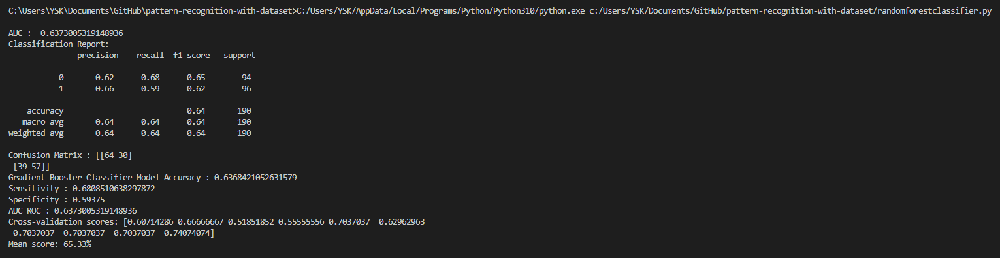 C:\Users\YSK\Documents\GitHub\pattern-recognition-with-dataset>C:/Users/YSK/AppData/Local/Programs/Python/Python310/python.exe c:/Users/YSK/Documents/GitHub/pattern-recognition-with-dataset/randomforestclassifier.py
AUC :  0.6373005319148936
Classification Report:
              precision    recall  f1-score   support
           0       0.62      0.68      0.65        94
           1       0.66      0.59      0.62        96
    accuracy                           0.64       190
   macro avg       0.64      0.64      0.64       190
weighted avg       0.64      0.64      0.64       190
Confusion Matrix : [[64 30]
 [39 57]]
Gradient Booster Classifier Model Accuracy : 0.6368421052631579
Sensitivity : 0.6808510638297872
Specificity : 0.59375
AUC ROC : 0.6373005319148936
Cross-validation scores: [0.60714286 0.66666667 0.51851852 0.55555556 0.7037037  0.62962963
 0.7037037  0.7037037  0.7037037  0.74074074]
Mean score: 65.33%